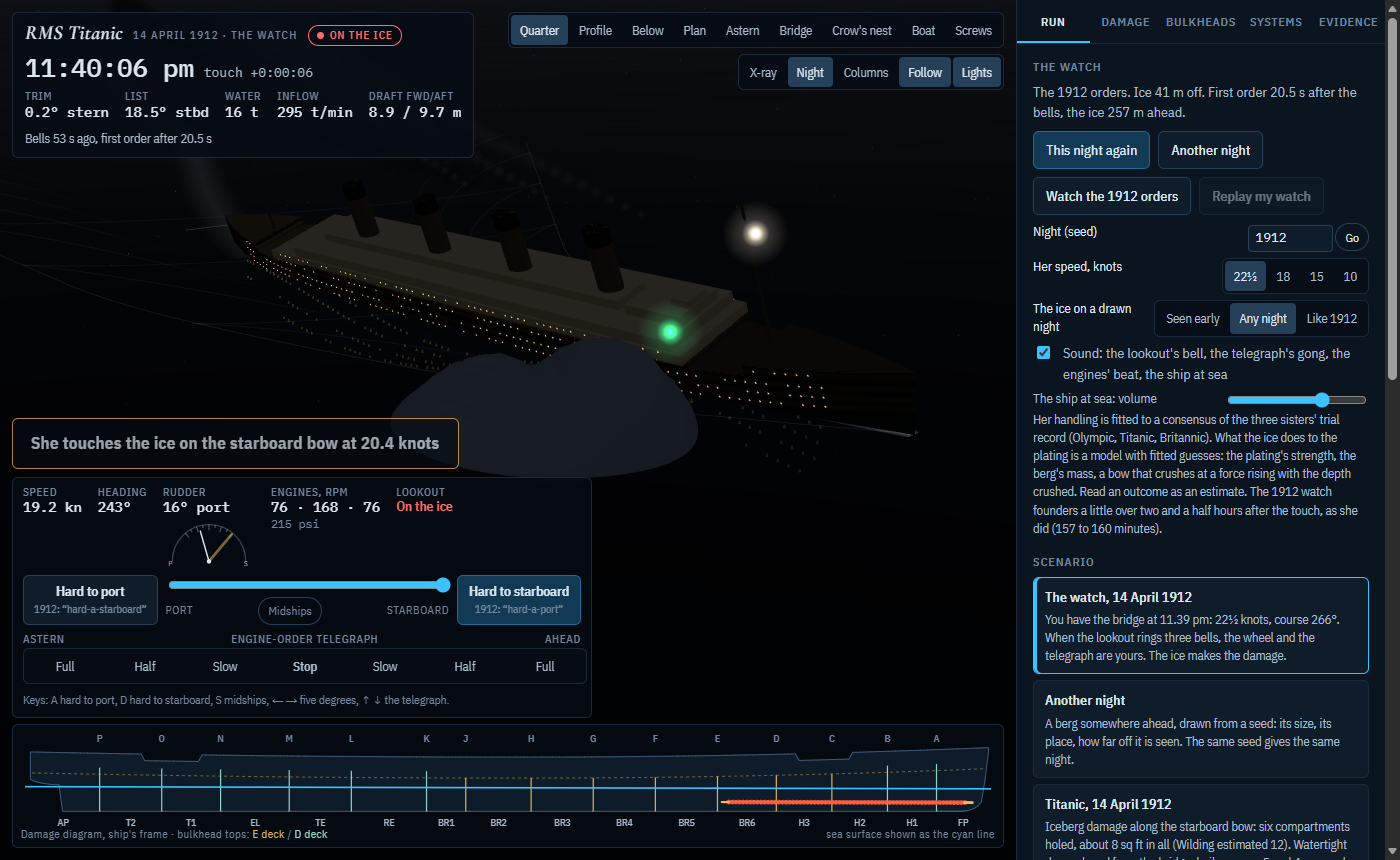 RMS Titanic 14 APRIL 1912 · THE WATCH ON THE ICE
11:40:06 pm touch +0:00:06
TRIM LIST WATER INFLOW DRAFT FWD/AFT
0.2° stern 18.5° stbd 16 t 295 t/min 8.9 / 9.7 m
Bells 53 s ago, first order after 20.5 s
Quarter Profile Below Plan Astern Bridge Crow's nest Boat Screws
X-ray Night Columns Follow Lights
She touches the ice on the starboard bow at 20.4 knots
SPEED HEADING RUDDER ENGINES, RPM LOOKOUT
19.2 kn 243° 16° port 76 · 168 · 76 On the ice
215 psi
P S
Hard to port
1912: “hard-a-starboard”
PORT Midships STARBOARD
Hard to starboard
1912: “hard-a-port”
ASTERN ENGINE-ORDER TELEGRAPH AHEAD
Full Half Slow Stop Slow Half Full
Keys: A hard to port, D hard to starboard, S midships, ←→ five degrees, ↑ ↓ the telegraph.
P O N M L K J H G F E D C B A
AP T2 T1 EL TE RE BR1 BR2 BR3 BR4 BR5 BR6 H3 H2 H1 FP
Damage diagram, ship's frame · bulkhead tops: E deck / D deck
sea surface shown as the cyan line
RUN DAMAGE BULKHEADS SYSTEMS EVIDENCE
THE WATCH
The 1912 orders. Ice 41 m off. First order 20.5 s after the
bells, the ice 257 m ahead.
This night again Another night
Watch the 1912 orders Replay my watch
Night (seed) 1912 Go
Her speed, knots 22½ 18 15 10
The ice on a drawn
night
Seen early Any night Like 1912
Sound: the lookout's bell, the telegraph's gong, the
engines' beat, the ship at sea
The ship at sea: volume
Her handling is fitted to a consensus of the three sisters' trial
record (Olympic, Titanic, Britannic). What the ice does to the
plating is a model with fitted guesses: the plating's strength, the
berg's mass, a bow that crushes at a force rising with the depth
crushed. Read an outcome as an estimate. The 1912 watch
founders a little over two and a half hours after the touch, as she
did (157 to 160 minutes).
SCENARIO
The watch, 14 April 1912
You have the bridge at 11.39 pm: 22½ knots, course 266°.
When the lookout rings three bells, the wheel and the
telegraph are yours. The ice makes the damage.
Another night
A berg somewhere ahead, drawn from a seed: its size, its
place, how far off it is seen. The same seed gives the same
night.
Titanic, 14 April 1912
Iceberg damage along the starboard bow: six compartments
holed, about 8 sq ft in all (Wilding estimated 12). Watertight